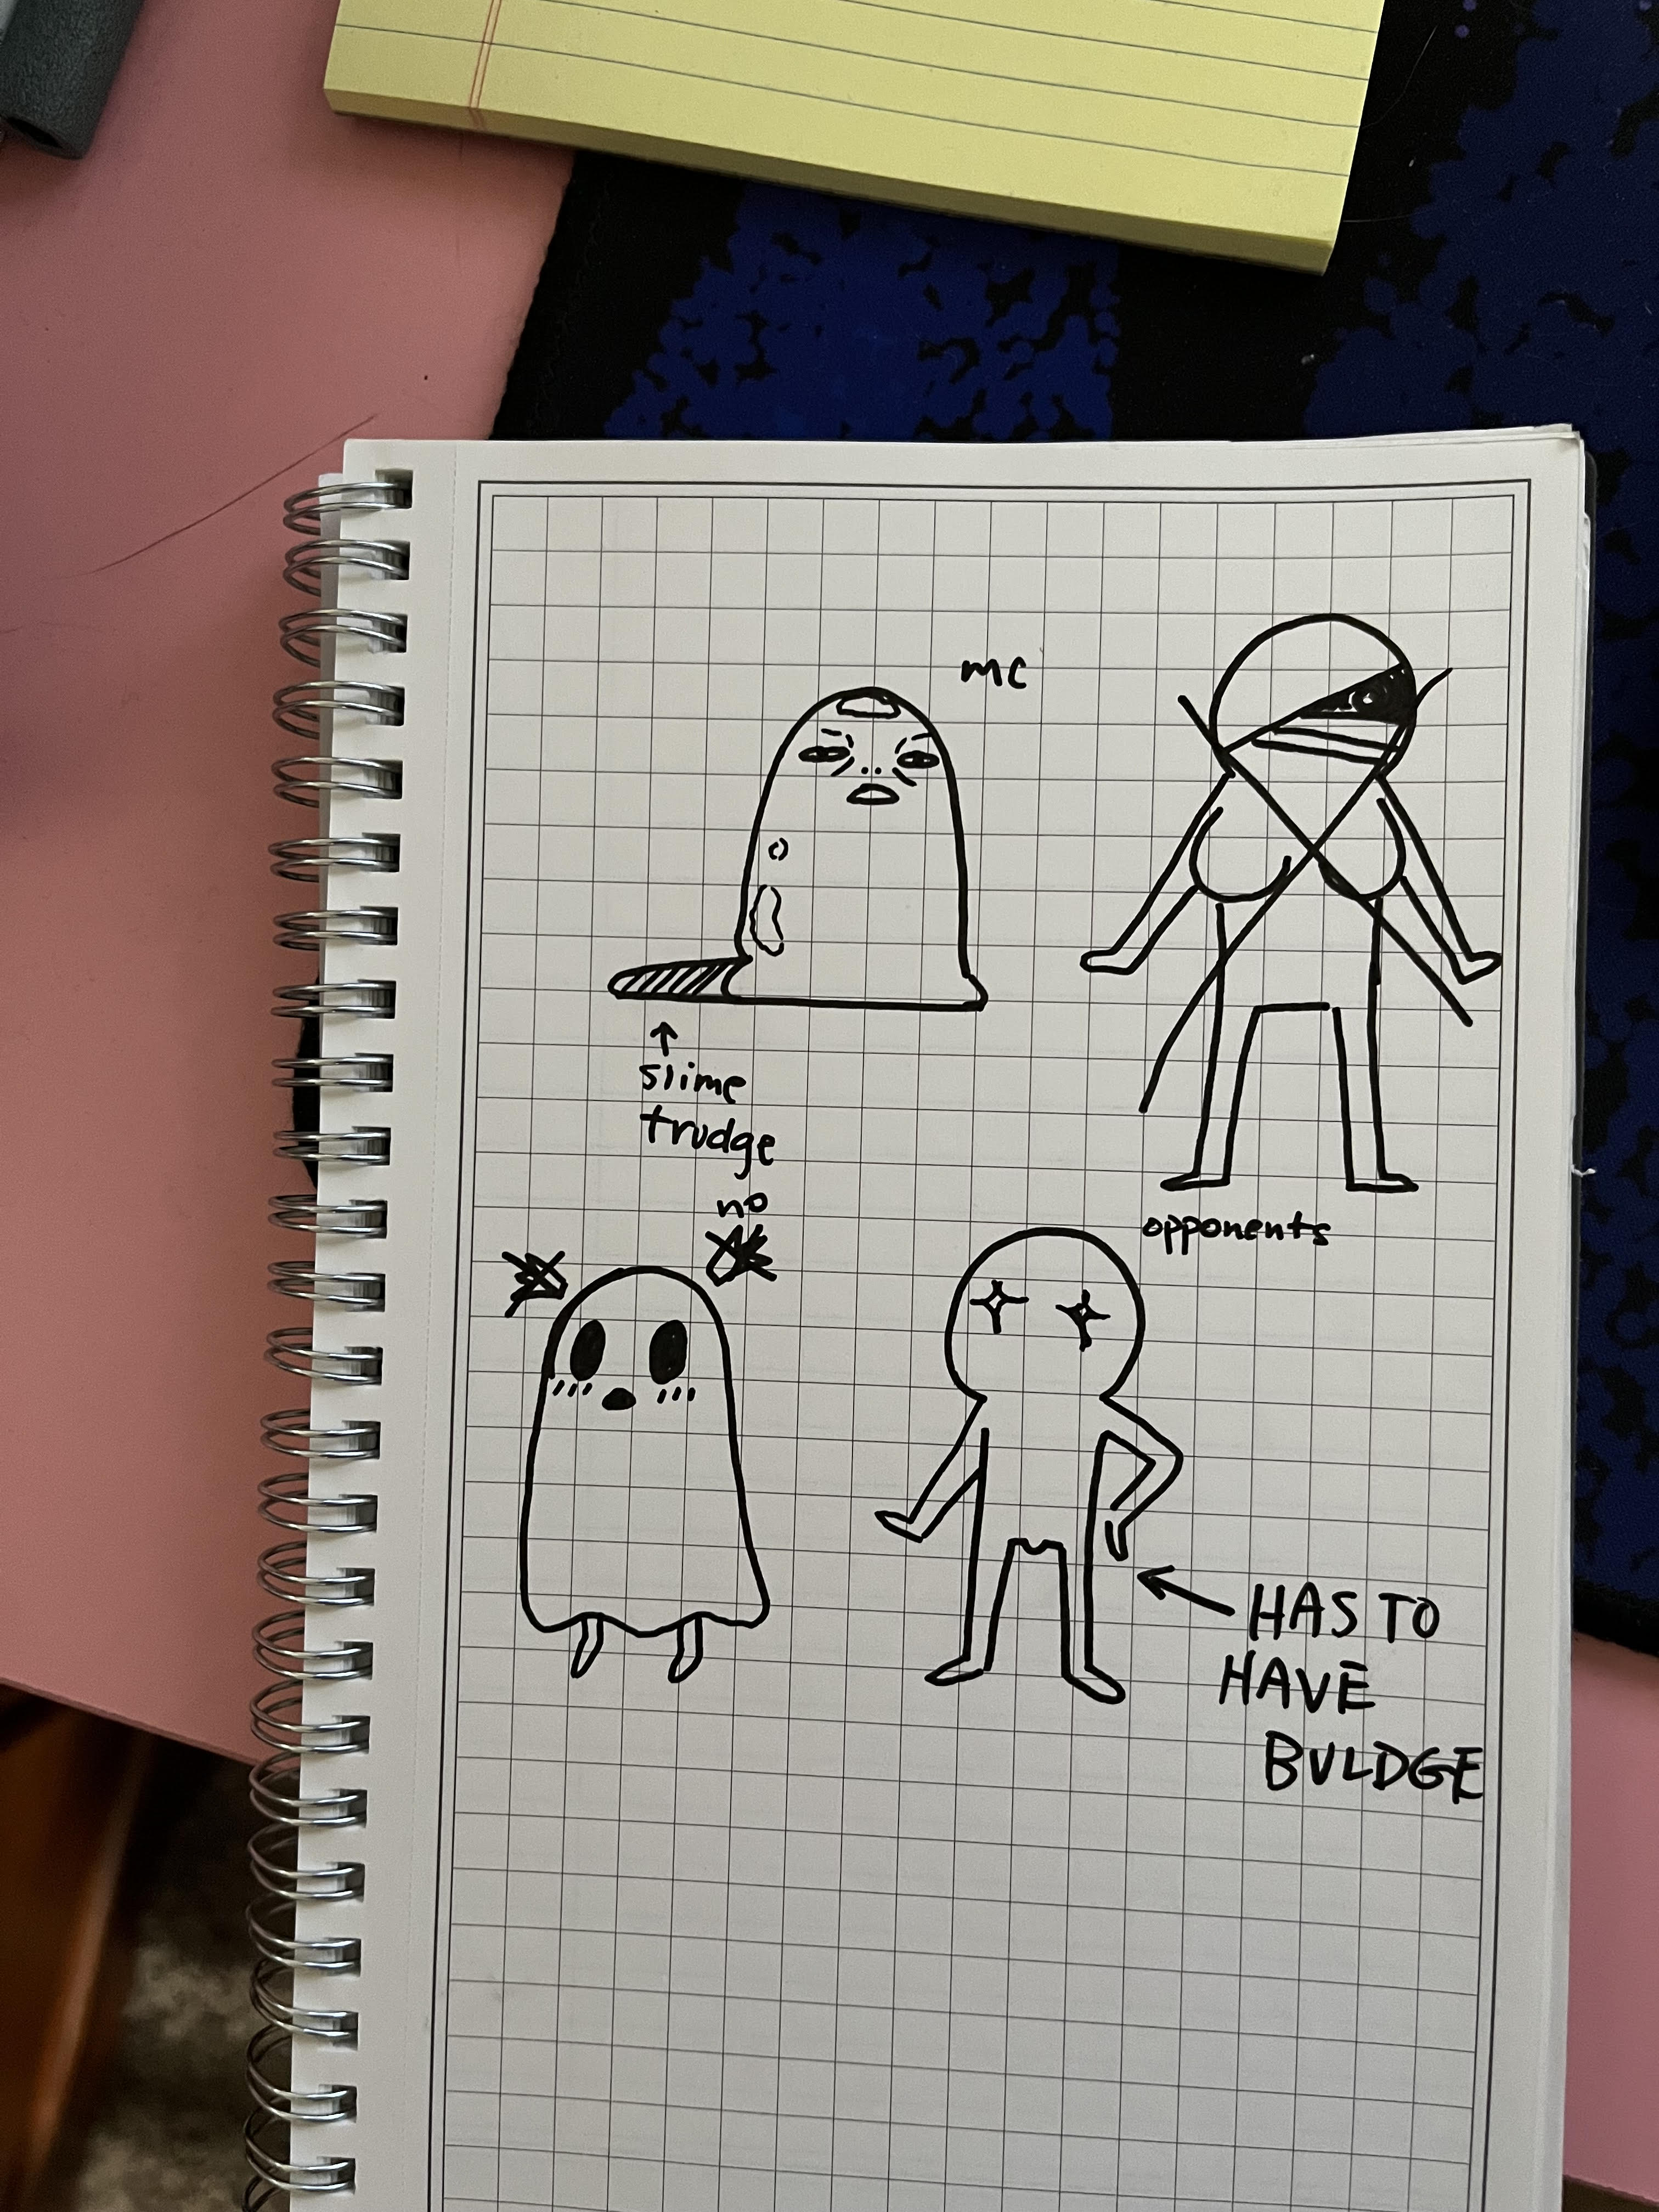 mc
↑
slime
trudge
no
opponents
← HAS TO
HAVE
BULDGE